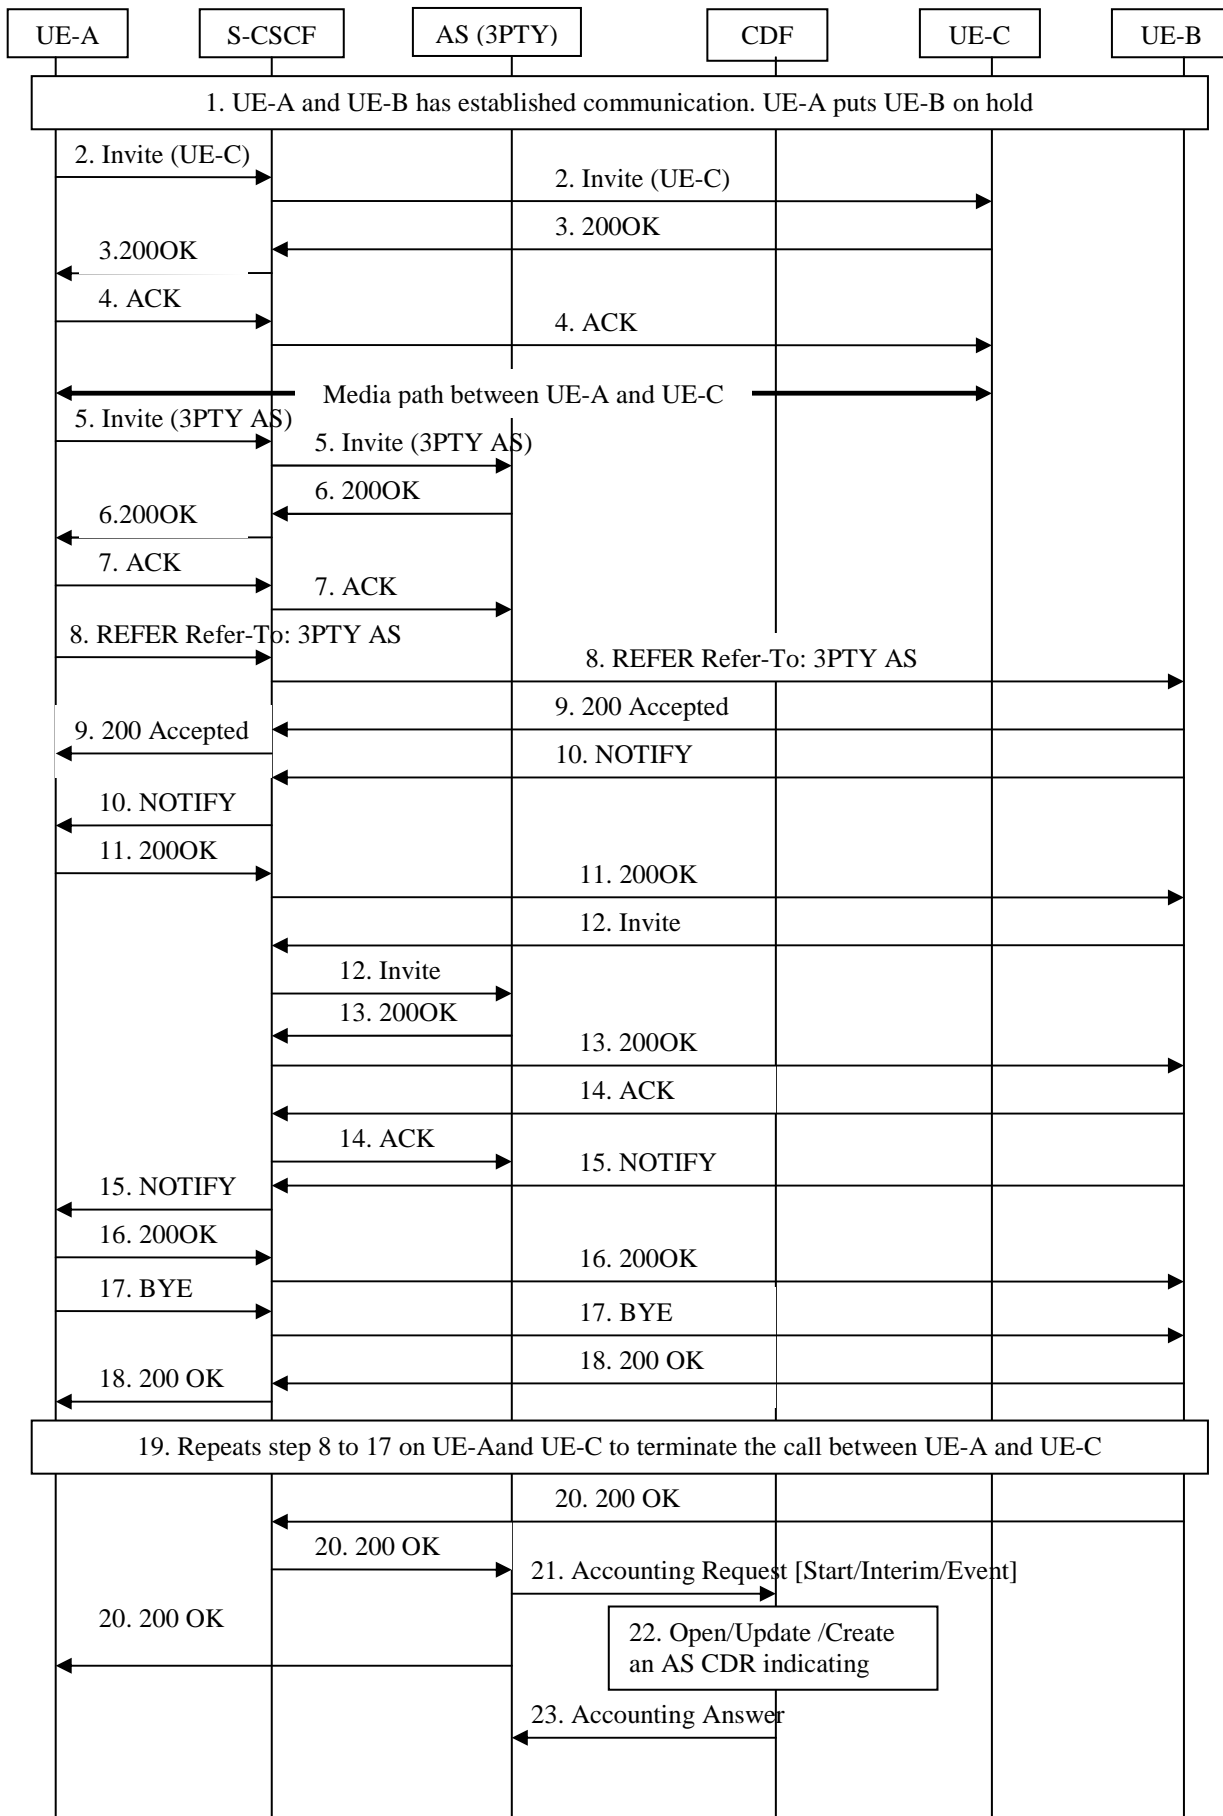 UE-A
S-CSCF
AS (3PTY)
CDF
UE-C
UE-B
1. UE-A and UE-B has established communication. UE-A puts UE-B on hold
2. Invite (UE-C)
2. Invite (UE-C)
3. 200OK
3.200OK
4. ACK
4. ACK
Media path between UE-A and UE-C
5. Invite (3PTY AS)
5. Invite (3PTY AS)
6. 200OK
6.200OK
7. ACK
7. ACK
8. REFER Refer-To: 3PTY AS
8. REFER Refer-To: 3PTY AS
9. 200 Accepted
9. 200 Accepted
10. NOTIFY
10. NOTIFY
11. 200OK
11. 200OK
12. Invite
12. Invite
13. 200OK
13. 200OK
14. ACK
14. ACK
15. NOTIFY
15. NOTIFY
16. 200OK
16. 200OK
17. BYE
17. BYE
18. 200 OK
18. 200 OK
19. Repeats step 8 to 17 on UE-Aand UE-C to terminate the call between UE-A and UE-C
20. 200 OK
20. 200 OK
21. Accounting Request [Start/Interim/Event]
20. 200 OK
22. Open/Update /Create
an AS CDR indicating
23. Accounting Answer